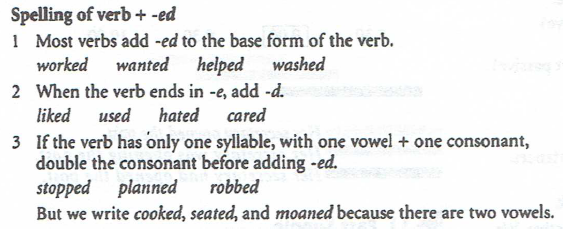 Spelling of verb + -ed
1 Most verbs add -ed to the base form of the verb.
worked wanted helped washed
2 When the verb ends in -e, add -d.
liked used hated cared
3 If the verb has only one syllable, with one vowel + one consonant,
double the consonant before adding -ed.
stopped planned robbed
But we write cooked, seated, and moaned because there are two vowels.